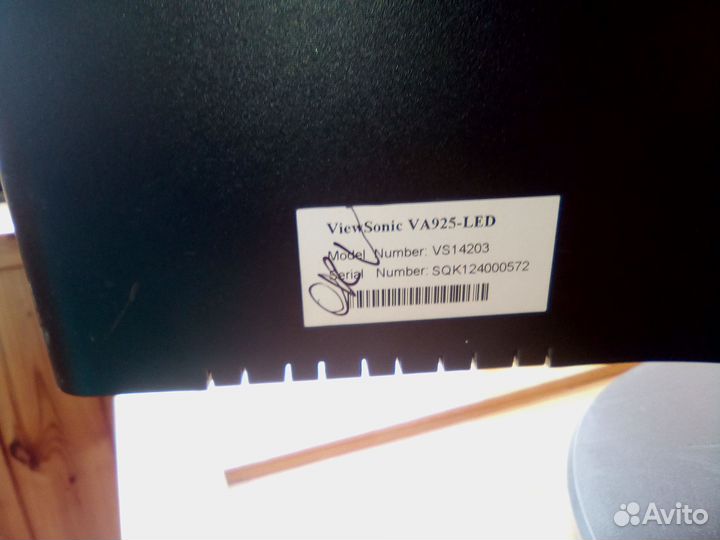 ViewSonic VA925-LED
Model Number: VS14203
Serial Number: SQK124000572
Avito